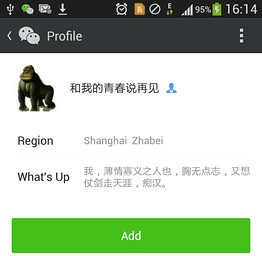 95% 16:14
Profile
和我的青春说再见
Region Shanghai Zhabei
What's Up 我，薄情寡义之人也，胸无点志，又想
仗剑走天涯，痴汉。
Add